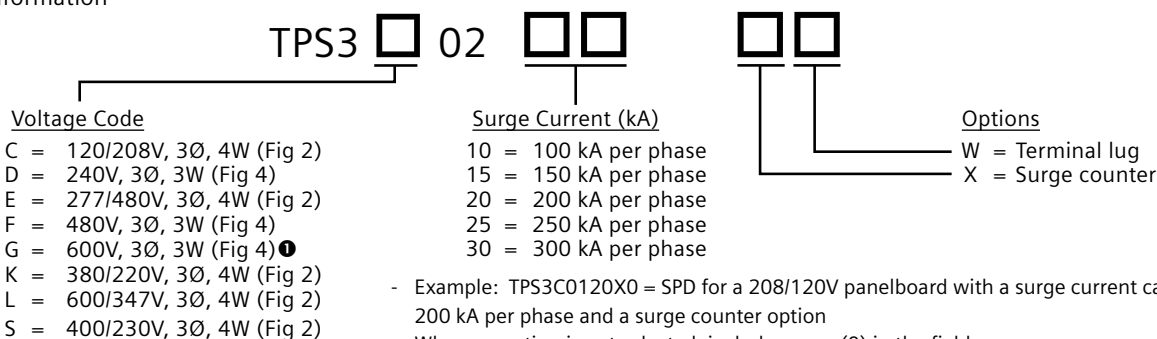 TPS3 02
Voltage Code
C = 120/208V, 3Ø, 4W (Fig 2)
D = 240V, 3Ø, 3W (Fig 4)
E = 277/480V, 3Ø, 4W (Fig 2)
F = 480V, 3Ø, 3W (Fig 4)
G = 600V, 3Ø, 3W (Fig 4)❶
K = 380/220V, 3Ø, 4W (Fig 2)
L = 600/347V, 3Ø, 4W (Fig 2)
S = 400/230V, 3Ø, 4W (Fig 2)
Surge Current (kA)
10 = 100 kA per phase
15 = 150 kA per phase
20 = 200 kA per phase
25 = 250 kA per phase
30 = 300 kA per phase
Options
W = Terminal lug
X = Surge counter
- Example: TPS3C0120X0 = SPD for a 208/120V panelboard with a surge current
200 kA per phase and a surge counter option